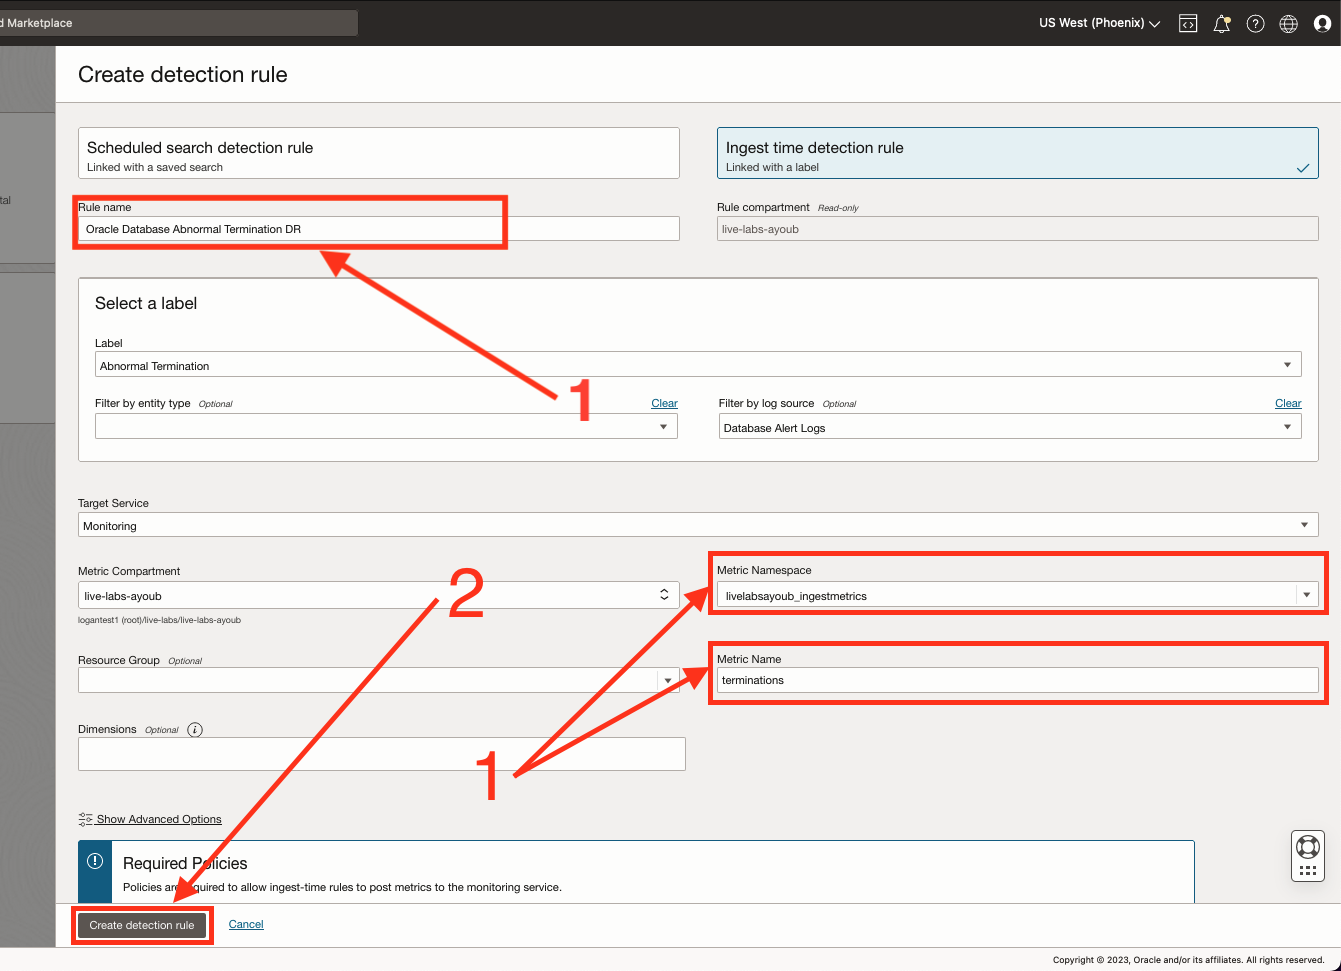 d Marketplace
US West (Phoenix)
Create detection rule
Scheduled search detection rule
Linked with a saved search
Ingest time detection rule
Linked with a label
tal
Rule name
Oracle Database Abnormal Termination DR
Rule compartment Read-only
live-labs-ayoub
Select a label
Label
Abnormal Termination
1
Filter by entity type Optional
Clear
Filter by log source Optional
Clear
Database Alert Logs
Target Service
Monitoring
Metric Compartment
live-labs-ayoub
logantest1 (root)/live-labs/live-labs-ayoub
2
Metric Namespace
livelabsayoub_ingestmetrics
Resource Group Optional
Metric Name
terminations
Dimensions Optional
1
Show Advanced Options
Required Policies
Policies are required to allow ingest-time rules to post metrics to the monitoring service.
Create detection rule
Cancel
Copyright © 2023, Oracle and/or its affiliates. All rights reserved.